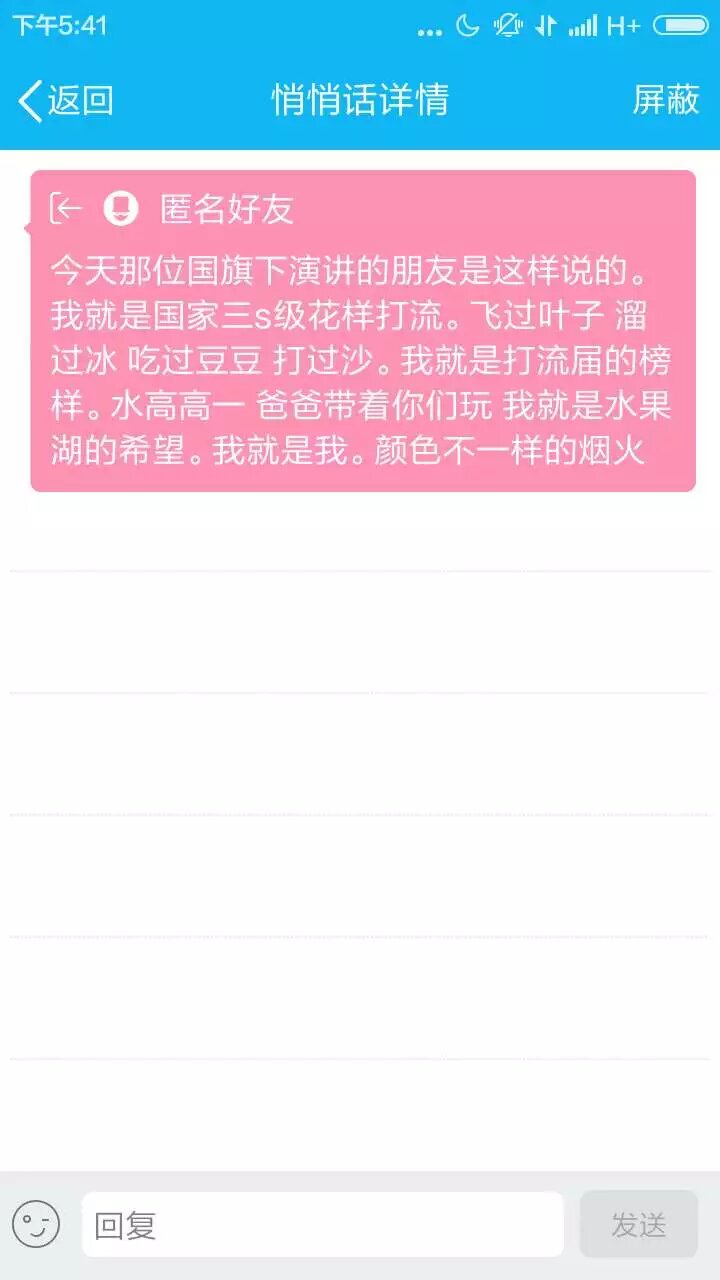 下午5:41
... H+
返回 悄悄话详情 屏蔽
匿名好友
今天那位国旗下演讲的朋友是这样说的。
我就是国家三s级花样打流。飞过叶子 溜
过冰 吃过豆豆 打过沙。我就是打流届的榜
样。水高高一 爸爸带着你们玩 我就是水果
湖的希望。我就是我。颜色不一样的烟火
回复 发送